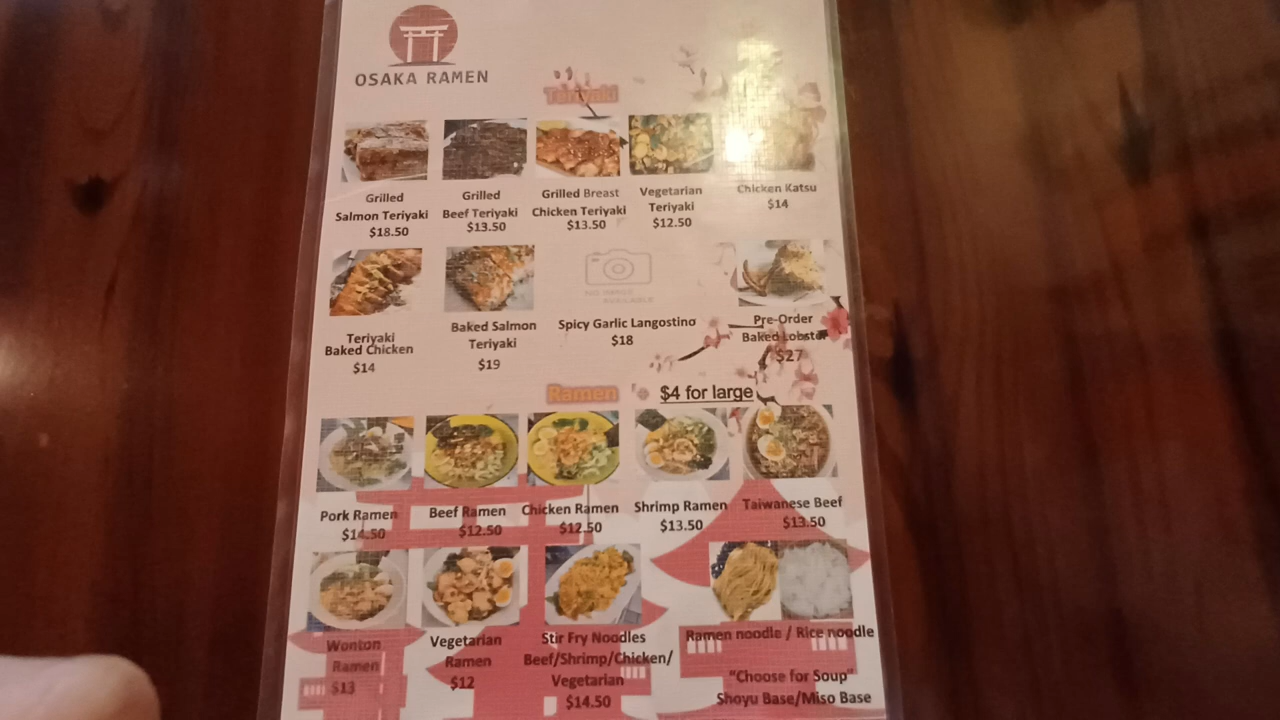 OSAKA RAMEN
Teriyaki
Grilled
Salmon Teriyaki
$18.50
Grilled
Beef Teriyaki
$13.50
Grilled Breast
Chicken Teriyaki
$13.50
Vegetarian
Teriyaki
$12.50
Chicken Katsu
$14
Teriyaki
Baked Chicken
$14
Baked Salmon
Teriyaki
$19
NO IMAGE
AVAILABLE
Spicy Garlic Langostino
$18
Pre-Order
Baked Lobster
$27
Ramen
$4 for large
Pork Ramen
$14.50
Beef Ramen
$12.50
Chicken Ramen
$12.50
Shrimp Ramen
$13.50
Taiwanese Beef
$13.50
Wonton
Ramen
$13
Vegetarian
Ramen
$12
Stir Fry Noodles
Beef/Shrimp/Chicken/
Vegetarian
$14.50
Ramen noodle / Rice noodle
"Choose for Soup"
Shoyu Base/Miso Base